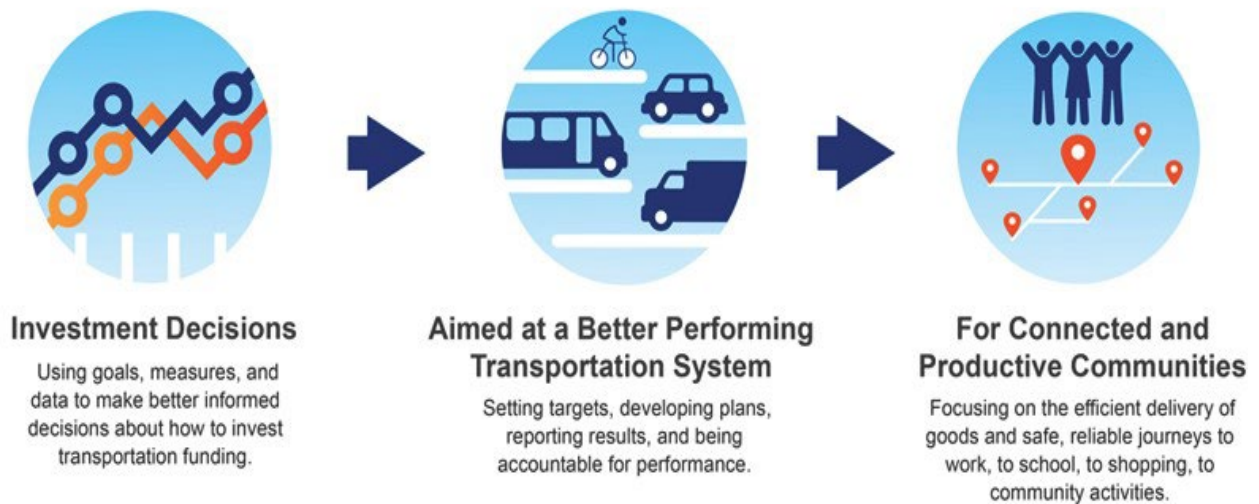 Investment Decisions
Using goals, measures, and
data to make better informed
decisions about how to invest
transportation funding.
Aimed at a Better Performing
Transportation System
Setting targets, developing plans,
reporting results, and being
accountable for performance.
For Connected and
Productive Communities
Focusing on the efficient delivery of
goods and safe, reliable journeys to
work, to school, to shopping, to
community activities.